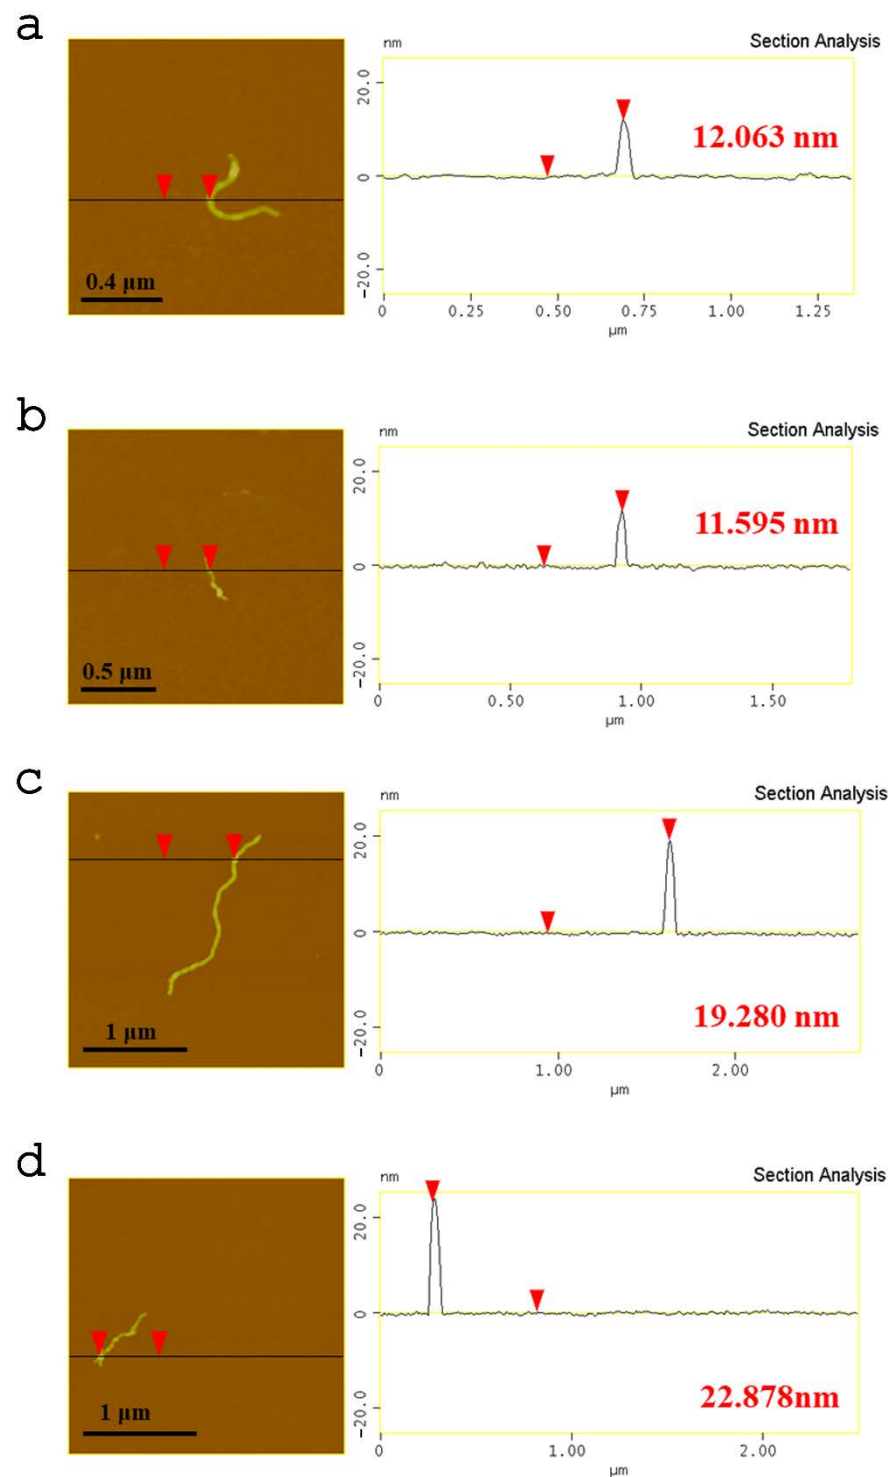 a
nm
Section Analysis
20.0
0
-20.0
12.063 nm
0.4 µm
0 0.25 0.50 0.75 1.00 1.25
µm
b
nm
Section Analysis
20.0
0
-20.0
11.595 nm
0.5 µm
0 0.50 1.00 1.50
µm
c
nm
Section Analysis
20.0
0
-20.0
19.280 nm
1 µm
0 1.00 2.00
µm
d
nm
Section Analysis
20.0
0
-20.0
22.878nm
1 µm
0 1.00 2.00
µm